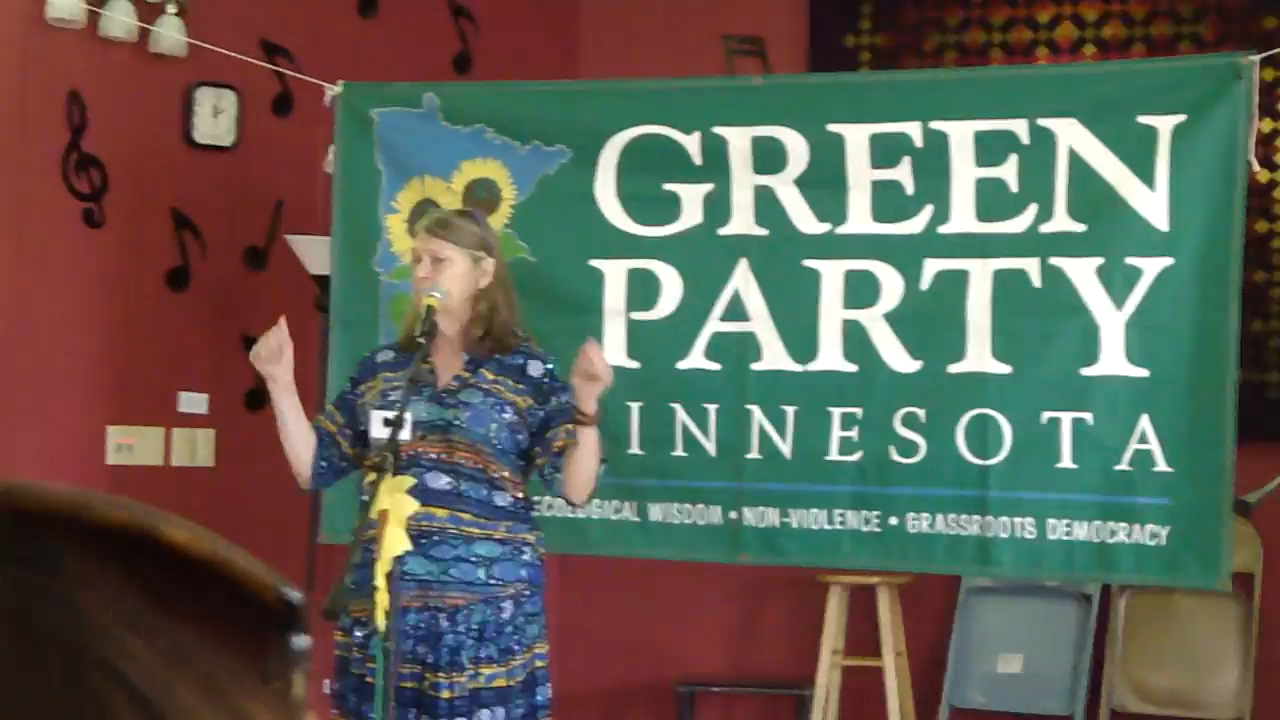 GREEN
PARTY
INNESOTA
ECOLOGICAL WISDOM • NON-VIOLENCE • GRASSROOTS DEMOCRACY